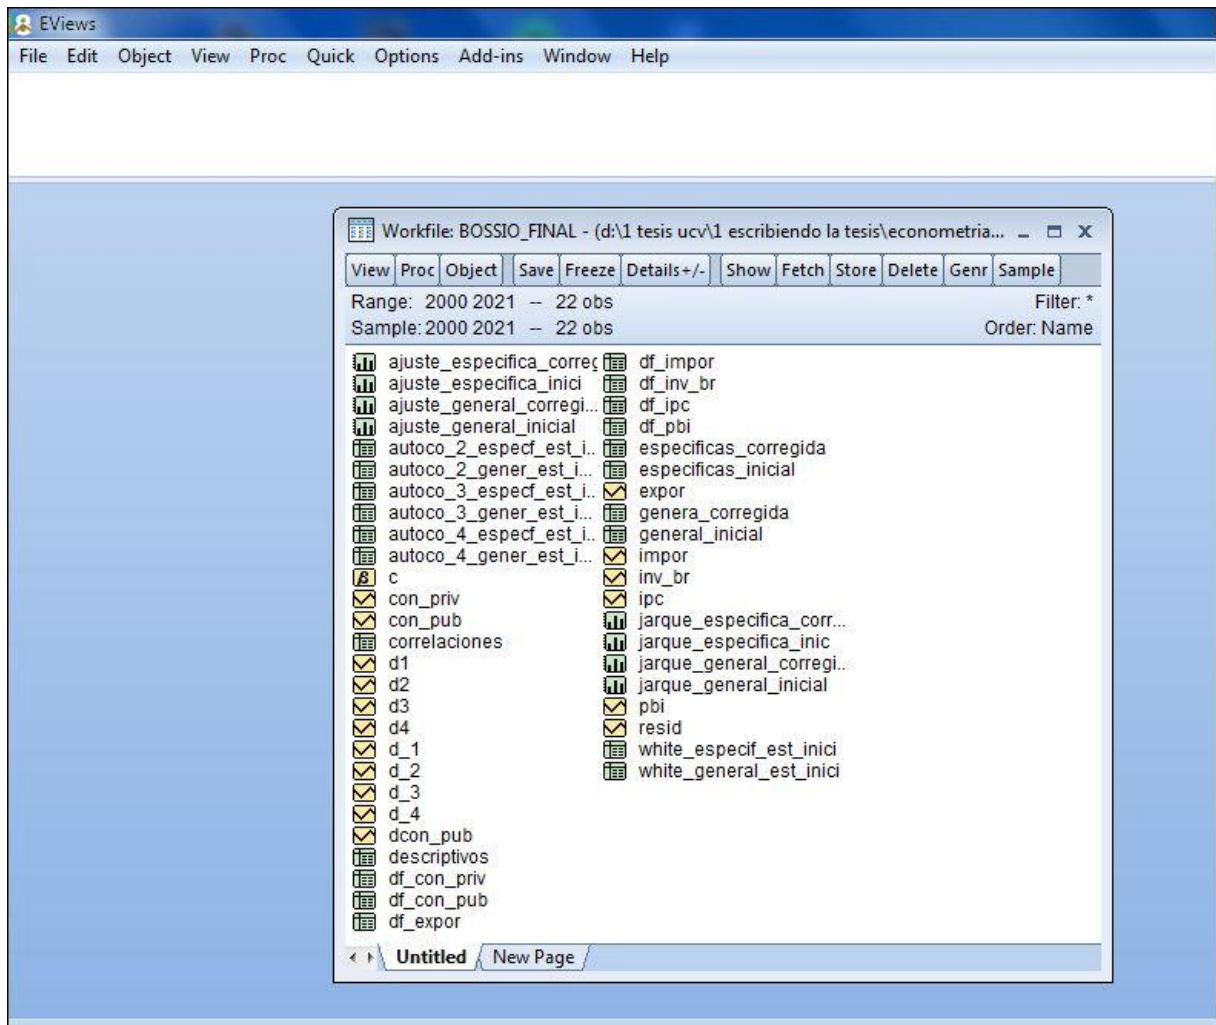 EViews
File Edit Object View Proc Quick Options Add-ins Window Help
Workfile: BOSSIO_FINAL - (d:\1 tesis ucv\1 escribiendo la tesis\econometria...
View Proc Object Save Freeze Details+/- Show Fetch Store Delete Genr Sample
Range: 2000 2021 -- 22 obs Filter: *
Sample: 2000 2021 -- 22 obs Order: Name
ajuste_especifica_correg
ajuste_especifica_inici
ajuste_general_corregi...
ajuste_general_inicial
autoco_2_especf_est_i...
autoco_2_gener_est_i...
autoco_3_especf_est_i...
autoco_3_gener_est_i...
autoco_4_especf_est_i...
autoco_4_gener_est_i...
c
con_priv
con_pub
correlaciones
d1
d2
d3
d4
d_1
d_2
d_3
d_4
dcon_pub
descriptivos
df_con_priv
df_con_pub
df_expor
df_impor
df_inv_br
df_ipc
df_pbi
especificas_corregida
especificas_inicial
expor
genera_corregida
general_inicial
impor
inv_br
ipc
jarque_especifica_corr...
jarque_especifica_inic
jarque_general_corregi..
jarque_general_inicial
pbi
resid
white_especif_est_inici
white_general_est_inici
Untitled New Page